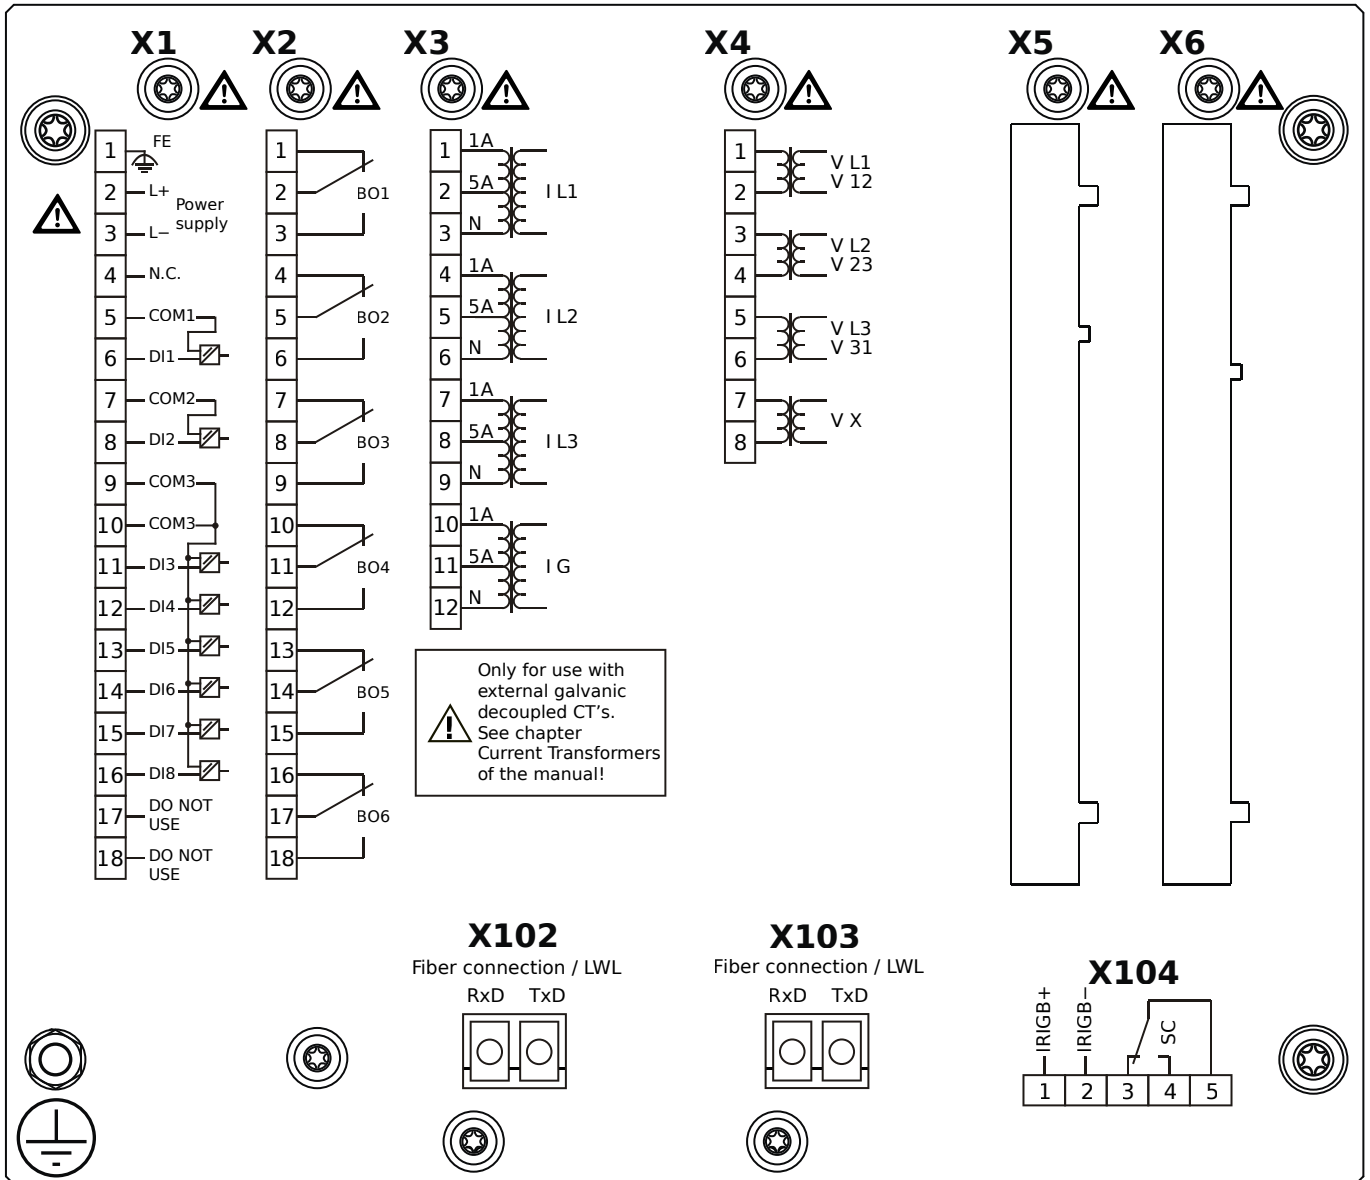 X1 X2 X3 X4 X5 X6
1 FE
2 L+
3 L−
Power
supply
4 N.C.
5 COM1
6 DI1
7 COM2
8 DI2
9 COM3
10 COM3
11 DI3
12 DI4
13 DI5
14 DI6
15 DI7
16 DI8
17 DO NOT
USE
18 DO NOT
USE
1
2 BO1
3
4
5 BO2
6
7
8 BO3
9
10
11 BO4
12
13
14 BO5
15
16
17 BO6
18
1 1A
2 5A I L1
3 N
4 1A
5 5A I L2
6 N
7 1A
8 5A I L3
9 N
10 1A
11 5A I G
12 N
Only for use with
external galvanic
decoupled CT's.
See chapter
Current Transformers
of the manual!
1 V L1
2 V 12
3 V L2
4 V 23
5 V L3
6 V 31
7 V X
8
X102
Fiber connection / LWL
RxD TxD
X103
Fiber connection / LWL
RxD TxD
X104
IRIGB+
IRIGB−
SC
1 2 3 4 5